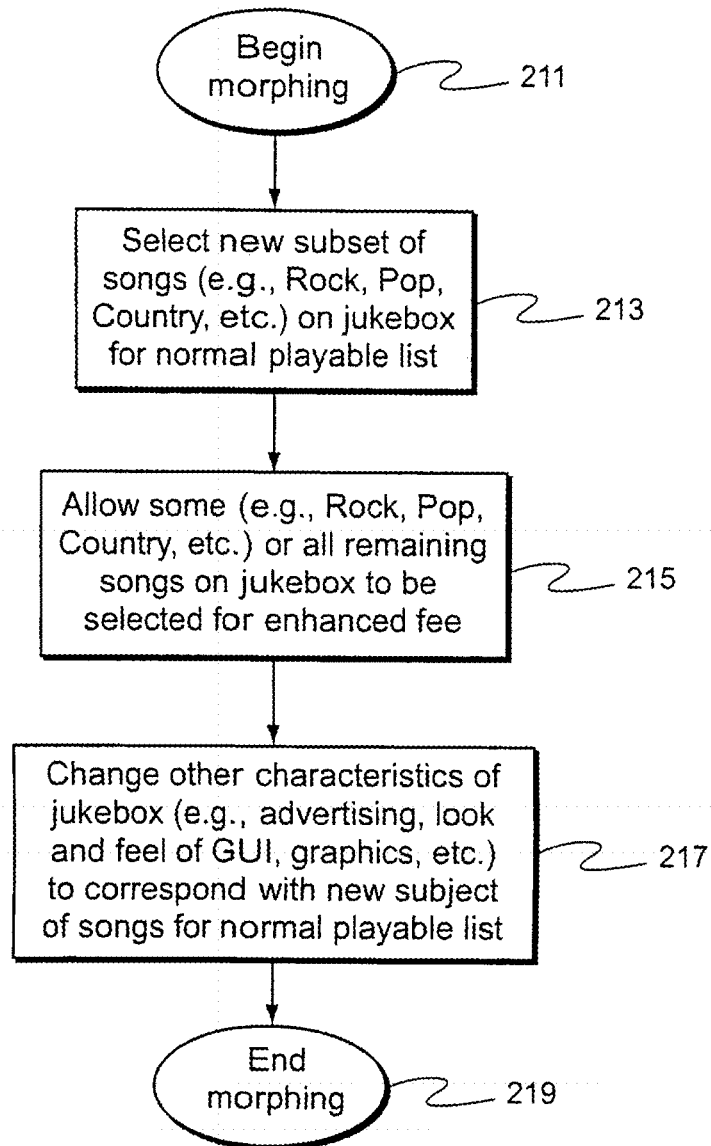 Begin
morphing
211
Select new subset of
songs (e.g., Rock, Pop,
Country, etc.) on jukebox
for normal playable list
213
Allow some (e.g., Rock, Pop,
Country, etc.) or all remaining
songs on jukebox to be
selected for enhanced fee
215
Change other characteristics of
jukebox (e.g., advertising, look
and feel of GUI, graphics, etc.)
to correspond with new subject
of songs for normal playable list
217
End
morphing
219